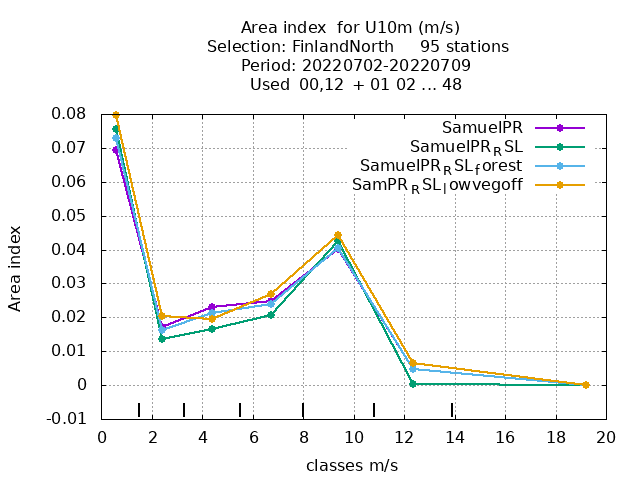 Area index  for U10m (m/s)
Selection: FinlandNorth     95 stations
Period: 20220702-20220709
Used  00,12  + 01 02 ... 48
0.08
0.07
0.06
0.05
0.04
0.03
0.02
0.01
0
-0.01
Area index
SamuelPR
SamuelPR_RSL
SamuelPR_RSL_forest
SamPR_RSL_lowvegoff
0 2 4 6 8 10 12 14 16 18 20
classes m/s